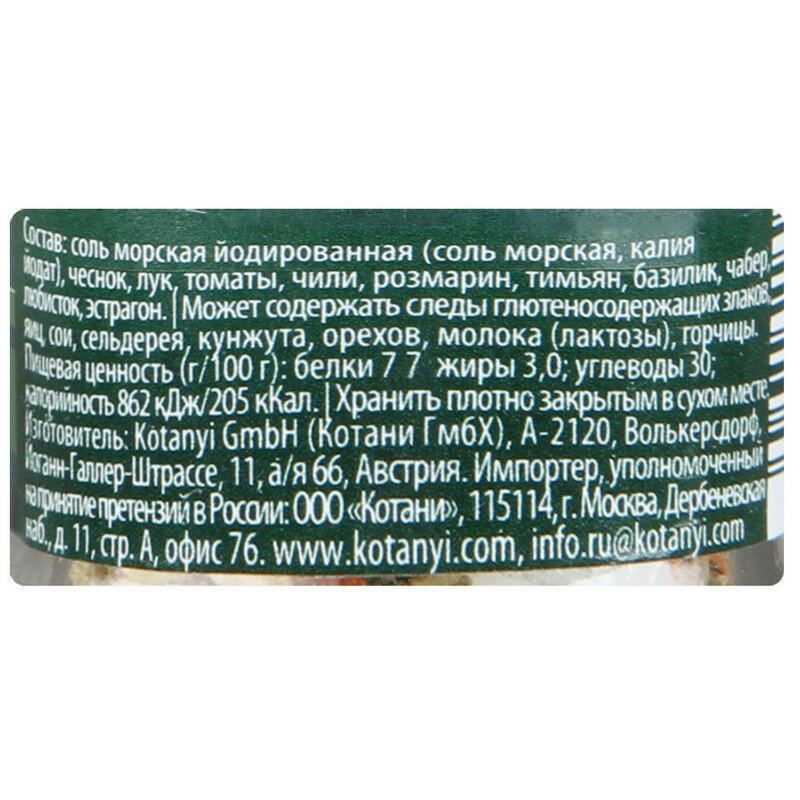 Состав: соль морская йодированная (соль морская, калия
иодат), чеснок, лук, томаты, чили, розмарин, тимьян, базилик, чабер,
любисток, эстрагон. | Может содержать следы глютеносодержащих злаков,
яиц, сои, сельдерея, кунжута, орехов, молока (лактозы), горчицы.
Пищевая ценность (г/100 г): белки 7 7 жиры 3,0; углеводы 30;
калорийность 862 кДж/205 кКал. | Хранить плотно закрытым в сухом месте.
Изготовитель: Kotanyi GmbH (Котани ГмбХ), А-2120, Волькерсдорф,
Иоганн-Галлер-Штрассе, 11, а/я 66, Австрия. Импортер, уполномоченный
на принятие претензий в России: ООО «Котани», 115114, г. Москва, Дербеневская
наб., д. 11, стр. А, офис 76. www.kotanyi.com, info.ru@kotanyi.com